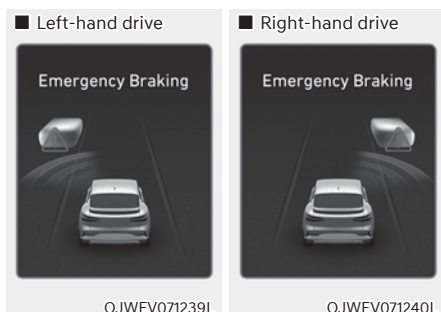 ■ Left-hand drive
Emergency Braking
OJWEV071239L
■ Right-hand drive
Emergency Braking
OJWEV071240L